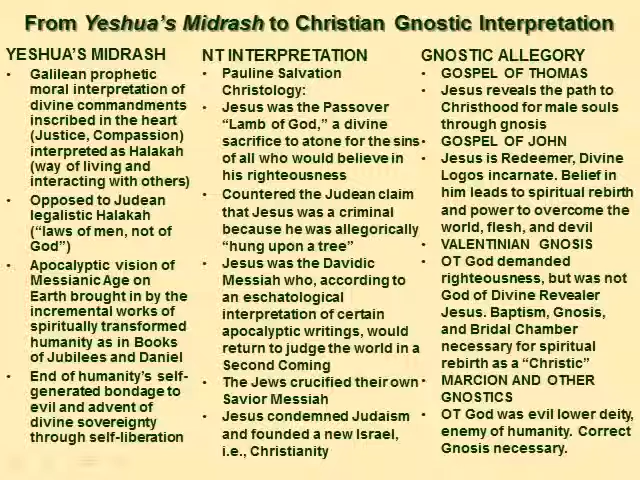 From Yeshua's Midrash to Christian Gnostic Interpretation
YESHUA'S MIDRASH
• Galilean prophetic
moral interpretation of
divine commandments
inscribed in the heart
(Justice, Compassion)
interpreted as Halakah
(way of living and
interacting with others)
• Opposed to Judean
legalistic Halakah
("laws of men, not of
God")
• Apocalyptic vision of
Messianic Age on
Earth brought in by the
incremental works of
spiritually transformed
humanity as in Books
of Jubilees and Daniel
• End of humanity's self-
generated bondage to
evil and advent of
divine sovereignty
through self-liberation
NT INTERPRETATION
• Pauline Salvation
Christology:
• Jesus was the Passover
"Lamb of God," a divine
sacrifice to atone for the sins
of all who would believe in
his righteousness
• Countered the Judean claim
that Jesus was a criminal
because he was allegorically
"hung upon a tree"
• Jesus was the Davidic
Messiah who, according to
an eschatological
interpretation of certain
apocalyptic writings, would
return to judge the world in a
Second Coming
• The Jews crucified their own
Savior Messiah
• Jesus condemned Judaism
and founded a new Israel,
i.e., Christianity
GNOSTIC ALLEGORY
• GOSPEL OF THOMAS
• Jesus reveals the path to
Christhood for male souls
through gnosis
• GOSPEL OF JOHN
• Jesus is Redeemer, Divine
Logos incarnate. Belief in
him leads to spiritual rebirth
and power to overcome the
world, flesh, and devil
• VALENTINIAN GNOSIS
• OT God demanded
righteousness, but was not
God of Divine Revealer
Jesus. Baptism, Gnosis,
and Bridal Chamber
necessary for spiritual
rebirth as a "Christic"
• MARCION AND OTHER
GNOSTICS
• OT God was evil lower deity,
enemy of humanity. Correct
Gnosis necessary.